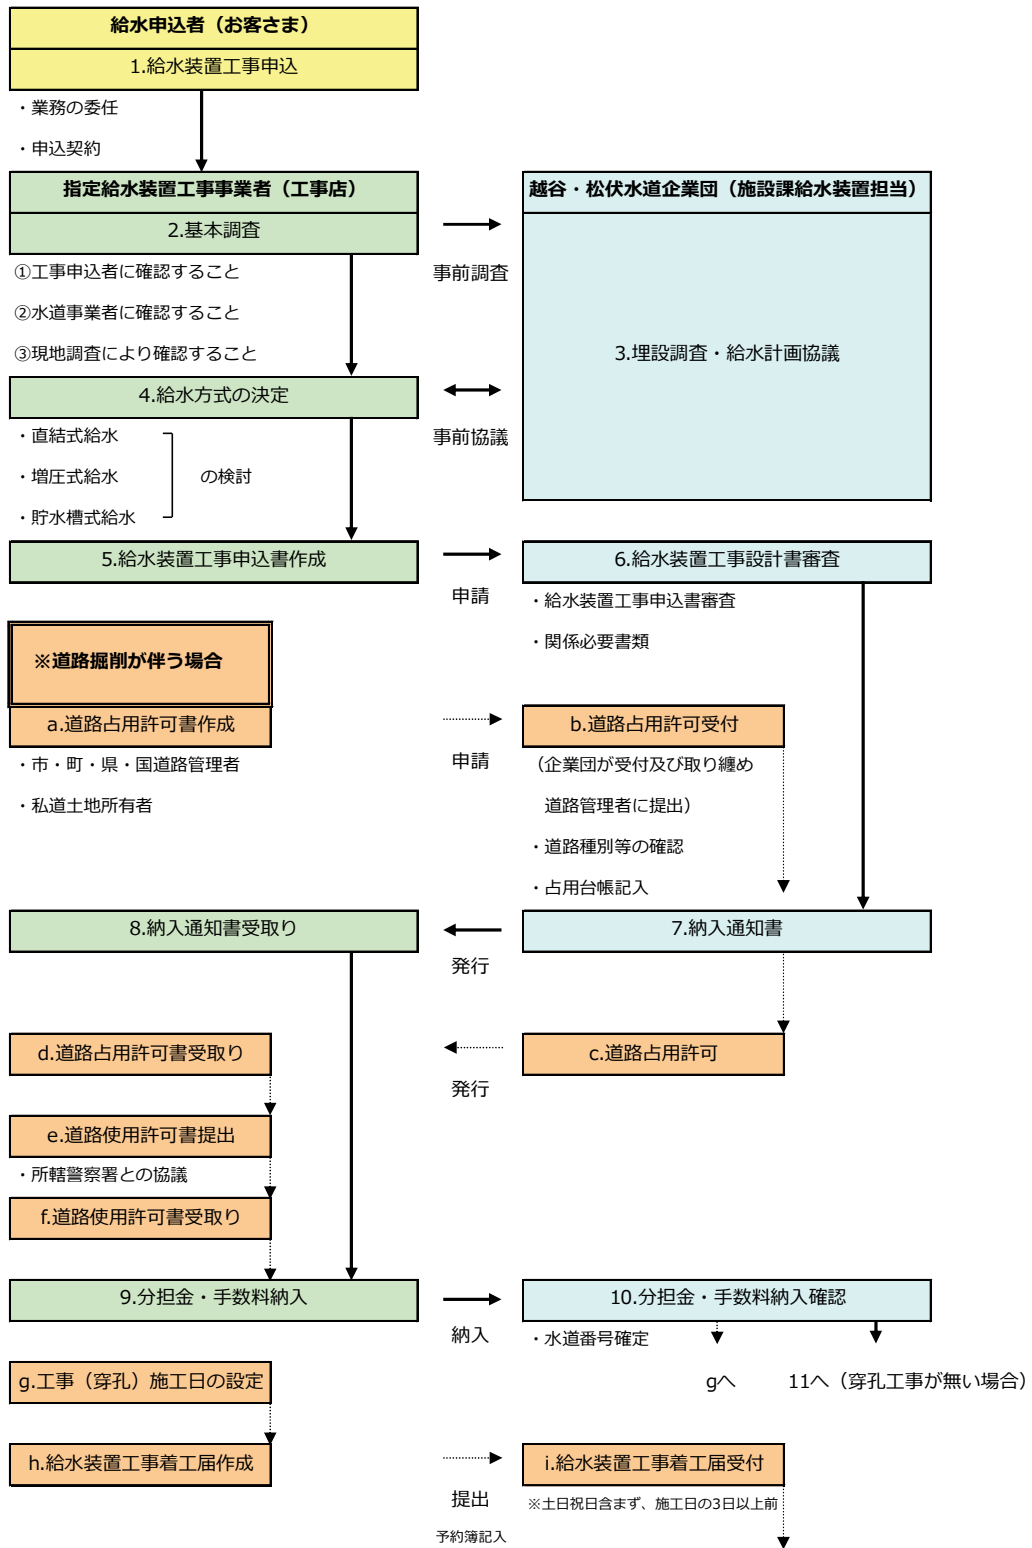 給水申込者（お客さま）
1.給水装置工事申込
・業務の委任
・申込契約
指定給水装置工事事業者（工事店）
越谷・松伏水道企業団（施設課給水装置担当）
2.基本調査
①工事申込者に確認すること
事前調査
②水道事業者に確認すること
③現地調査により確認すること
3.埋設調査・給水計画協議
4.給水方式の決定
・直結式給水
事前協議
・増圧式給水
の検討
・貯水槽式給水
5.給水装置工事申込書作成
6.給水装置工事設計書審査
申請
・給水装置工事申込書審査
・関係必要書類
※道路掘削が伴う場合
a.道路占用許可書作成
b.道路占用許可受付
・市・町・県・国道路管理者
申請
（企業団が受付及び取り纏め
・私道土地所有者
道路管理者に提出）
・道路種別等の確認
・占用台帳記入
8.納入通知書受取り
7.納入通知書
発行
d.道路占用許可書受取り
c.道路占用許可
発行
e.道路使用許可書提出
・所轄警察署との協議
f.道路使用許可書受取り
9.分担金・手数料納入
10.分担金・手数料納入確認
納入
・水道番号確定
g.工事（穿孔）施工日の設定
gへ
11へ（穿孔工事が無い場合）
h.給水装置工事着工届作成
i.給水装置工事着工届受付
提出
※土日祝日含まず、施工日の3日以上前
予約簿記入